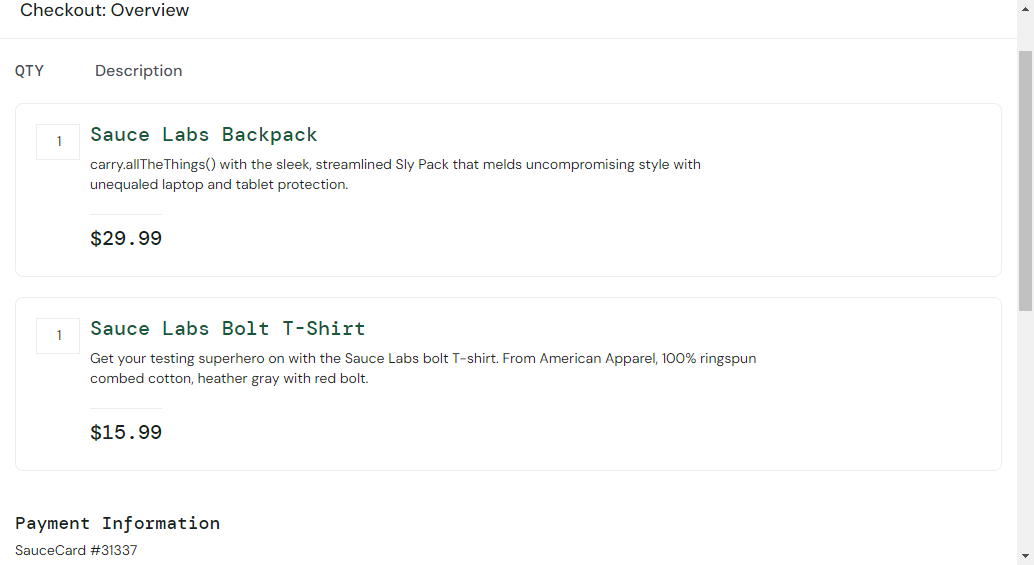 Checkout: Overview
QTY Description
1 Sauce Labs Backpack
carry.allTheThings() with the sleek, streamlined Sly Pack that melds uncompromising style with
unequaled laptop and tablet protection.
$29.99
1 Sauce Labs Bolt T-Shirt
Get your testing superhero on with the Sauce Labs bolt T-shirt. From American Apparel, 100% ringspun
combed cotton, heather gray with red bolt.
$15.99
Payment Information
SauceCard #31337